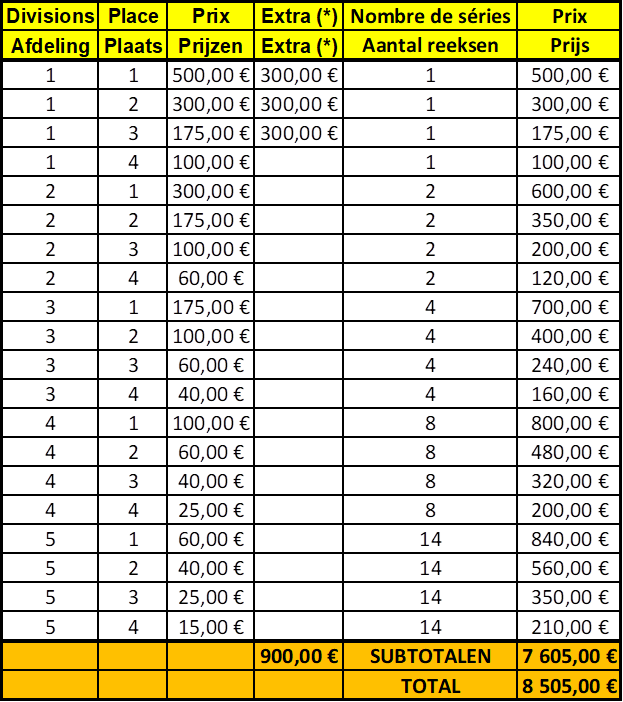 Divisions Place Prix Extra (*) Nombre de séries Prix
Afdeling Plaats Prijzen Extra (*) Aantal reeksen Prijs
1 1 500,00 € 300,00 € 1 500,00 €
1 2 300,00 € 300,00 € 1 300,00 €
1 3 175,00 € 300,00 € 1 175,00 €
1 4 100,00 € 1 100,00 €
2 1 300,00 € 2 600,00 €
2 2 175,00 € 2 350,00 €
2 3 100,00 € 2 200,00 €
2 4 60,00 € 2 120,00 €
3 1 175,00 € 4 700,00 €
3 2 100,00 € 4 400,00 €
3 3 60,00 € 4 240,00 €
3 4 40,00 € 4 160,00 €
4 1 100,00 € 8 800,00 €
4 2 60,00 € 8 480,00 €
4 3 40,00 € 8 320,00 €
4 4 25,00 € 8 200,00 €
5 1 60,00 € 14 840,00 €
5 2 40,00 € 14 560,00 €
5 3 25,00 € 14 350,00 €
5 4 15,00 € 14 210,00 €
900,00 € SUBTOTALEN 7 605,00 €
TOTAL 8 505,00 €